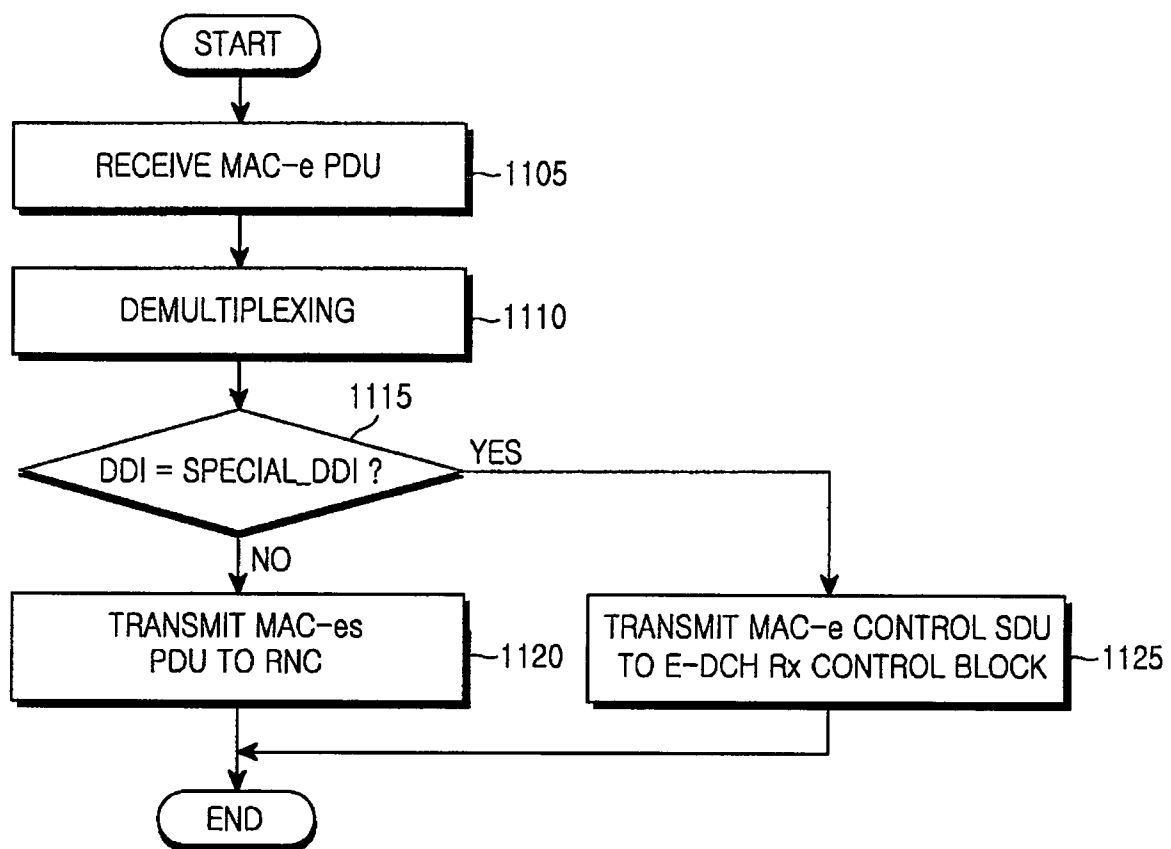 START
RECEIVE MAC-e PDU
1105
DEMULTIPLEXING
1110
1115
DDI = SPECIAL_DDI ?
YES
NO
TRANSMIT MAC-es
PDU TO RNC
1120
TRANSMIT MAC-e CONTROL SDU
TO E-DCH Rx CONTROL BLOCK
1125
END